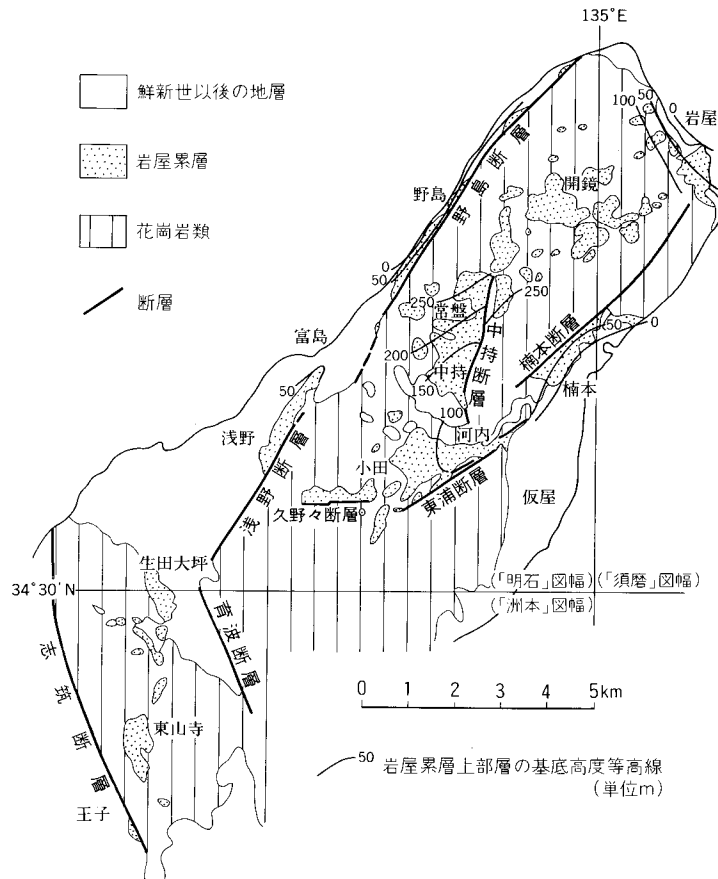 135°E
鮮新世以後の地層
岩屋累層
花崗岩類
断層
100
50
0
岩屋
開鏡
野島
野島断層
0
50
250
常盤
250
富島
200
中持断層
中持
150
100
楠本断層
50
0
楠本
50
浅野
浅野断層
小田
河内
東浦断層
仮屋
久野々断層
生田大坪
34°30′N
(「明石」図幅)
(「須磨」図幅)
(「洲本」図幅)
育波断層
志筑断層
東山寺
王子
0 1 2 3 4 5km
50 岩屋累層上部層の基底高度等高線
(単位m)